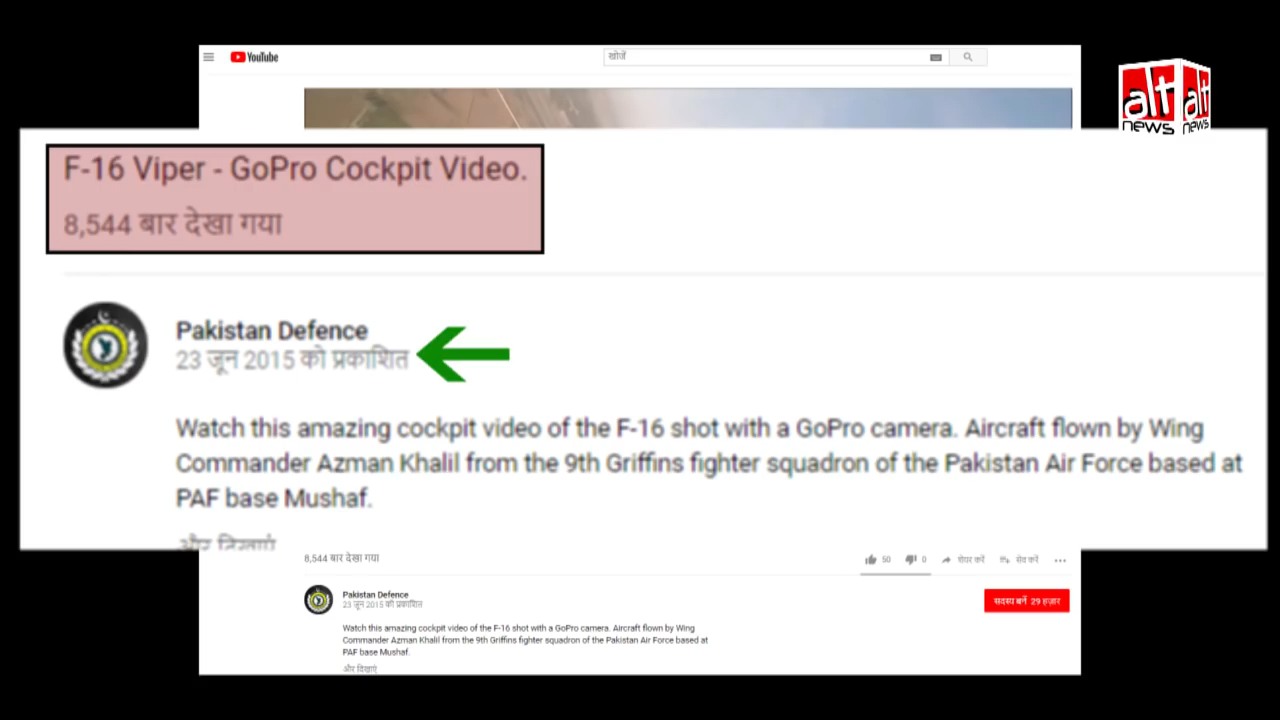 YouTube
खोजें
alt
news
alt
news
F-16 Viper - GoPro Cockpit Video.
8,544 बार देखा गया
Pakistan Defence
23 जून 2015 को प्रकाशित
Watch this amazing cockpit video of the F-16 shot with a GoPro camera. Aircraft flown by Wing
Commander Azman Khalil from the 9th Griffins fighter squadron of the Pakistan Air Force based at
PAF base Mushaf.
और दिखाएं
8,544 बार देखा गया
50
0
शेयर करें
सेव करें
Pakistan Defence
23 जून 2015 को प्रकाशित
सदस्य बनें 29 हज़ार
Watch this amazing cockpit video of the F-16 shot with a GoPro camera. Aircraft flown by Wing
Commander Azman Khalil from the 9th Griffins fighter squadron of the Pakistan Air Force based at
PAF base Mushaf.
और दिखाएं